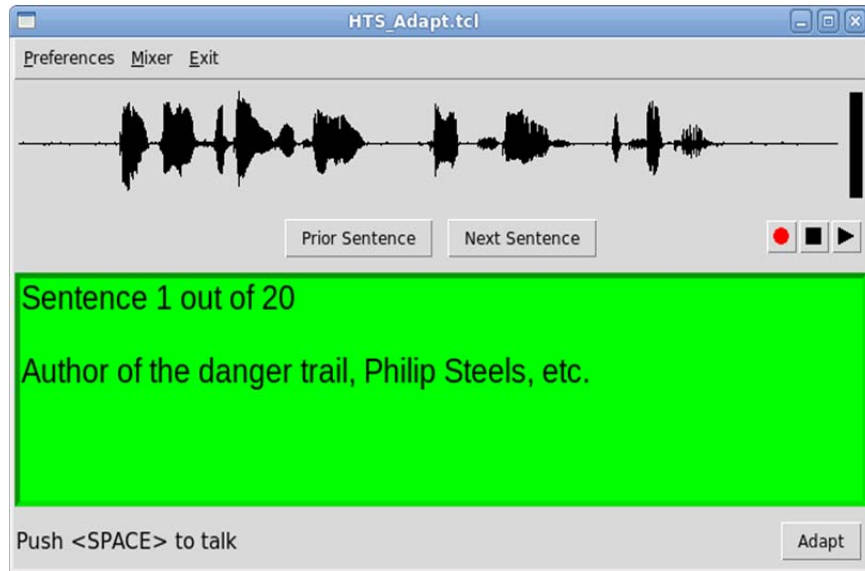 HTS_Adapt.tcl
Preferences Mixer Exit
Prior Sentence Next Sentence
Sentence 1 out of 20
Author of the danger trail, Philip Steels, etc.
Push <SPACE> to talk
Adapt